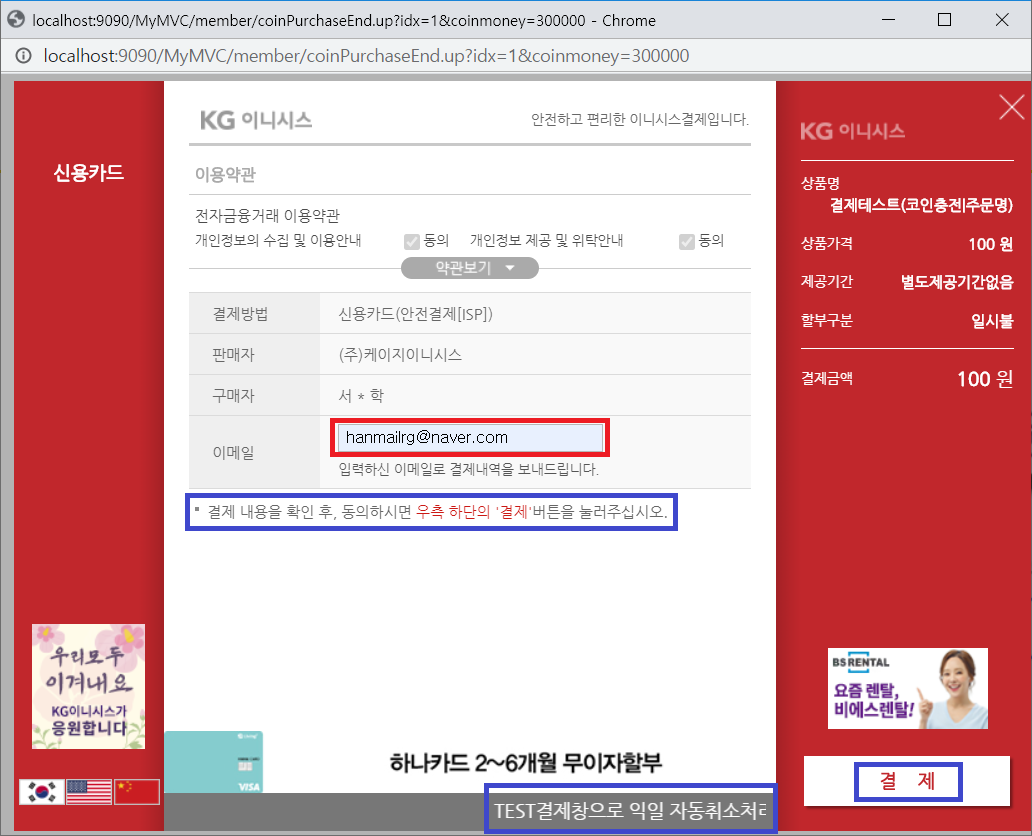 localhost:9090/MyMVC/member/coinPurchaseEnd.up?idx=1&coinmoney=300000 - Chrome
localhost:9090/MyMVC/member/coinPurchaseEnd.up?idx=1&coinmoney=300000
신용카드
KG 이니시스
안전하고 편리한 이니시스결제입니다.
이용약관
전자금융거래 이용약관
개인정보의 수집 및 이용안내 동의 개인정보 제공 및 위탁안내 동의
약관보기
결제방법 신용카드(안전결제[ISP])
판매자 (주)케이지이니시스
구매자 서 * 학
이메일 hanmailrg@naver.com
입력하신 이메일로 결제내역을 보내드립니다.
결제 내용을 확인 후, 동의하시면 우측 하단의 '결제'버튼을 눌러주십시오.
우리모두
이겨내요
KG이니시스가
응원합니다
VISA
하나카드 2~6개월 무이자할부
TEST결제창으로 익일 자동취소처리
KG 이니시스
상품명
결제테스트(코인충전|주문명)
상품가격 100 원
제공기간 별도제공기간없음
할부구분 일시불
결제금액 100 원
BS RENTAL
요즘 렌탈,
비에스렌탈!
결 제